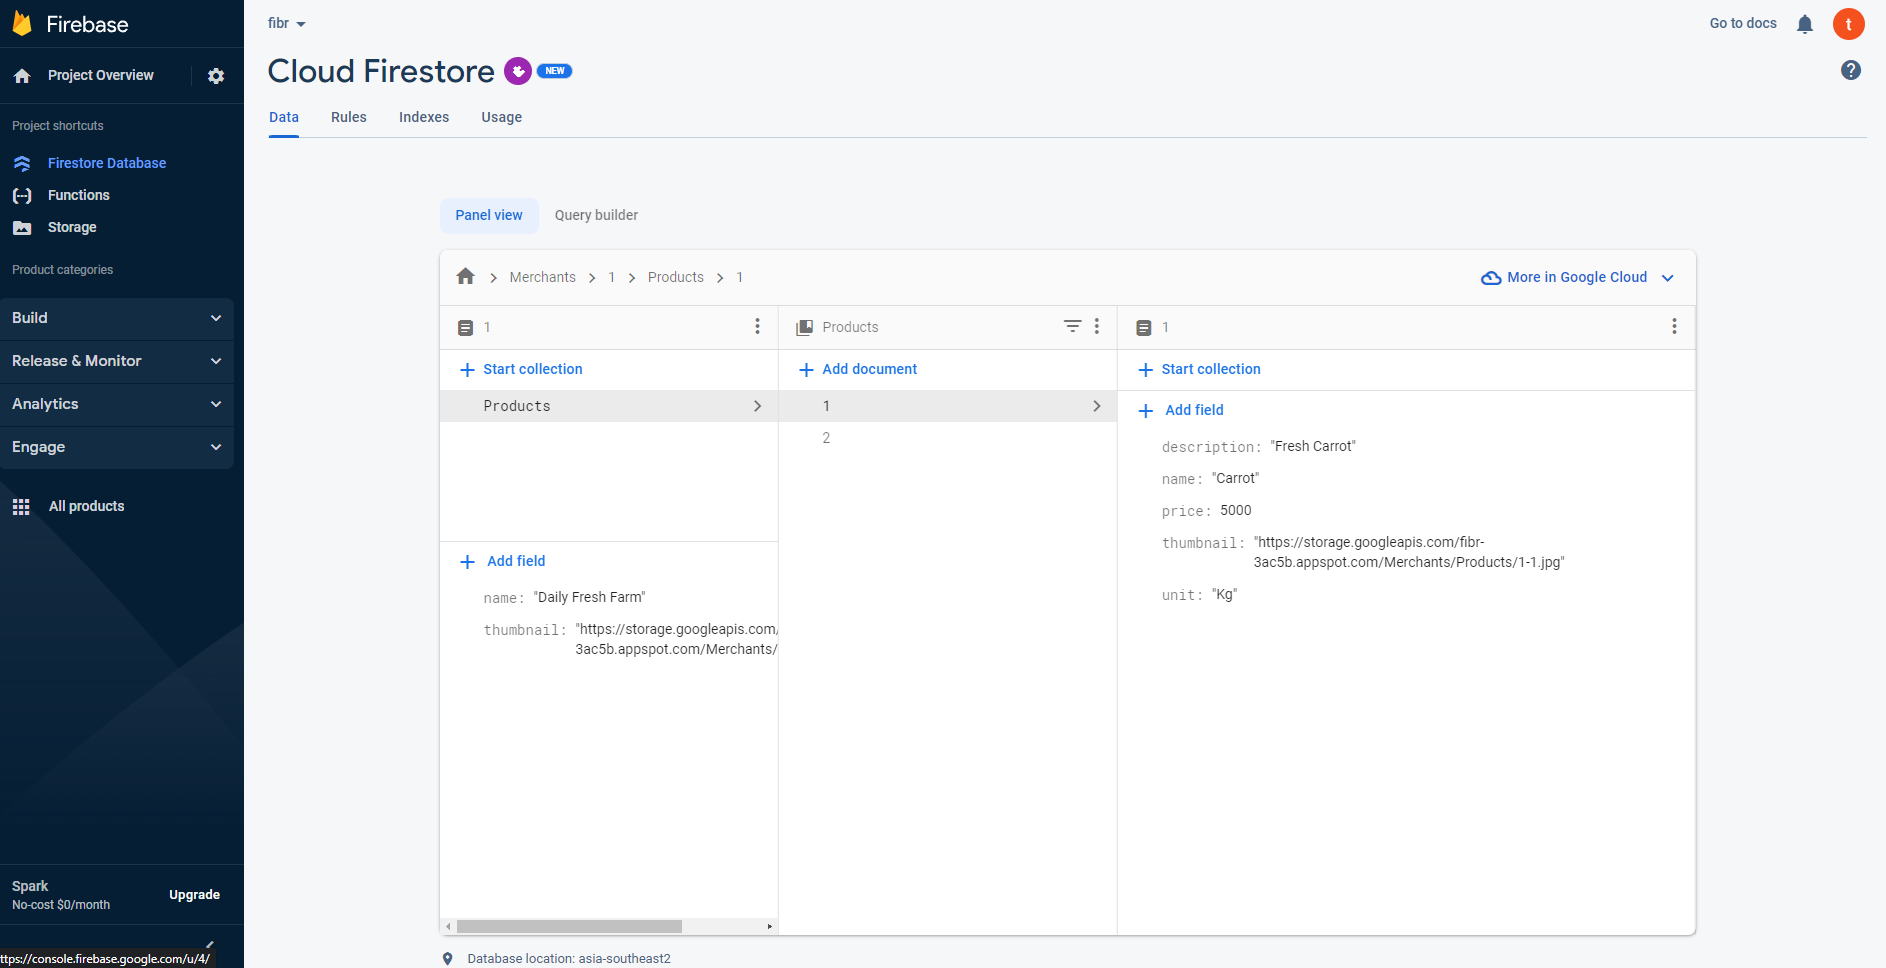 Firebase
fibr
Go to docs
t
Project Overview
Cloud Firestore
NEW
Project shortcuts
Data
Rules
Indexes
Usage
Firestore Database
Functions
Storage
Panel view
Query builder
Product categories
Merchants
1
Products
1
More in Google Cloud
Build
1
Products
1
Release & Monitor
Start collection
Add document
Start collection
Analytics
Products
1
Add field
Engage
2
description: "Fresh Carrot"
name: "Carrot"
All products
price: 5000
thumbnail: "https://storage.googleapis.com/fibr-
3ac5b.appspot.com/Merchants/Products/1-1.jpg"
Add field
unit: "Kg"
name: "Daily Fresh Farm"
thumbnail: "https://storage.googleapis.com/
3ac5b.appspot.com/Merchants/
Spark
No-cost $0/month
Upgrade
ttps://console.firebase.google.com/u/4/
Database location: asia-southeast2